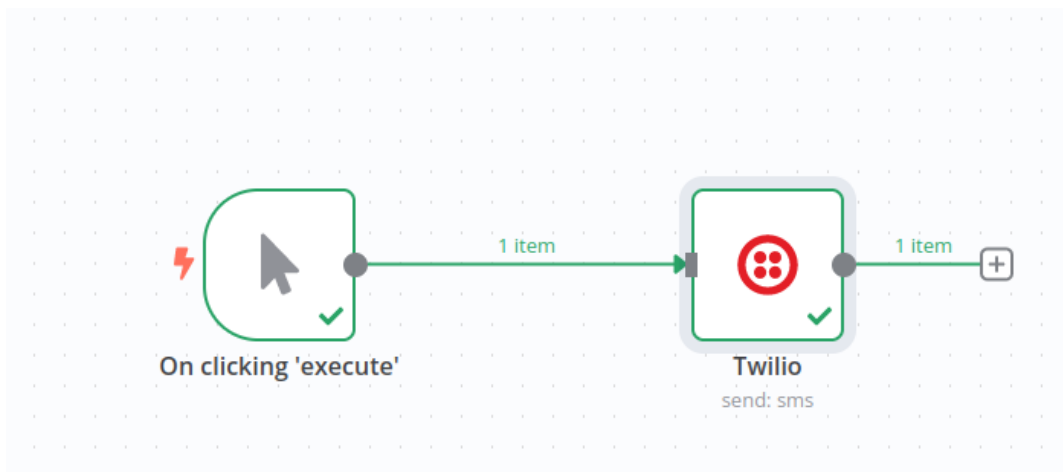 1 item
1 item
On clicking 'execute'
Twilio
send: sms